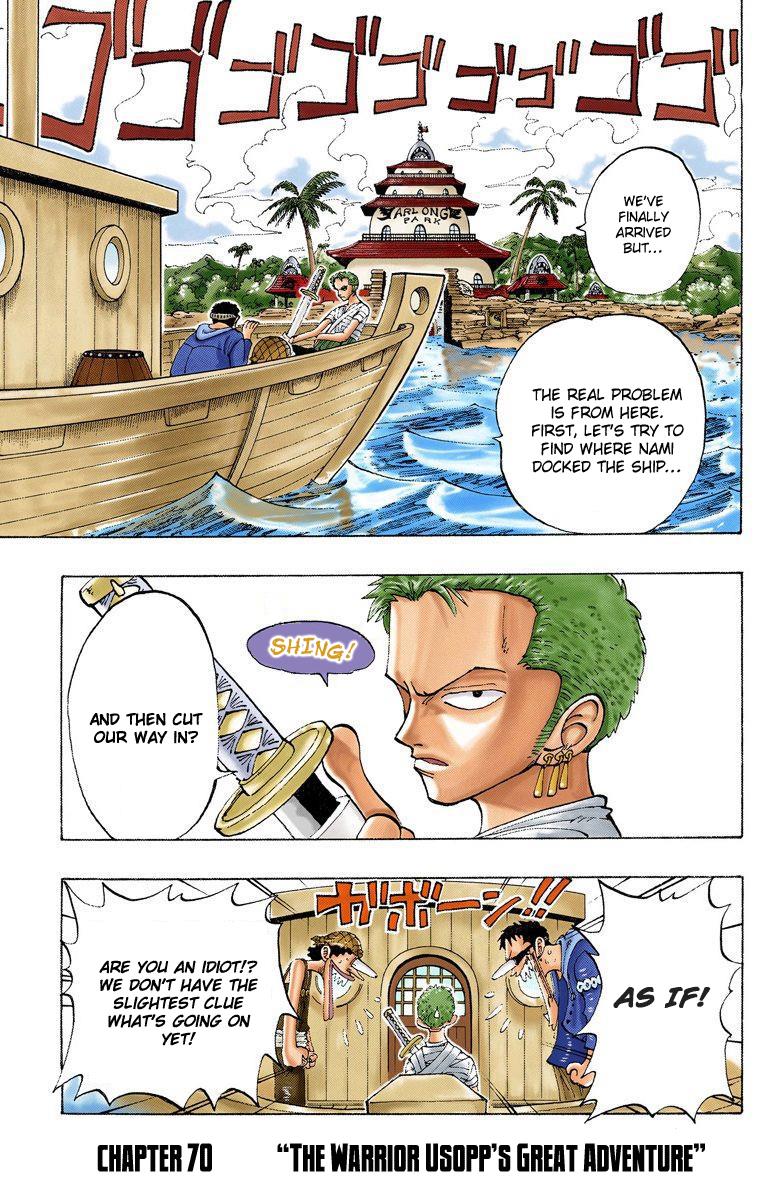 ゴゴゴゴゴゴゴゴゴ
ARLONG
PARK
WE'VE
FINALLY
ARRIVED
BUT...
THE REAL PROBLEM
IS FROM HERE.
FIRST, LET'S TRY TO
FIND WHERE NAMI
DOCKED THE SHIP...
SHING!
AND THEN CUT
OUR WAY IN?
ガボーン!!
AS IF!
ARE YOU AN IDIOT!?
WE DON'T HAVE THE
SLIGHTEST CLUE
WHAT'S GOING ON
YET!
CHAPTER 70 "THE WARRIOR USOPP'S GREAT ADVENTURE"